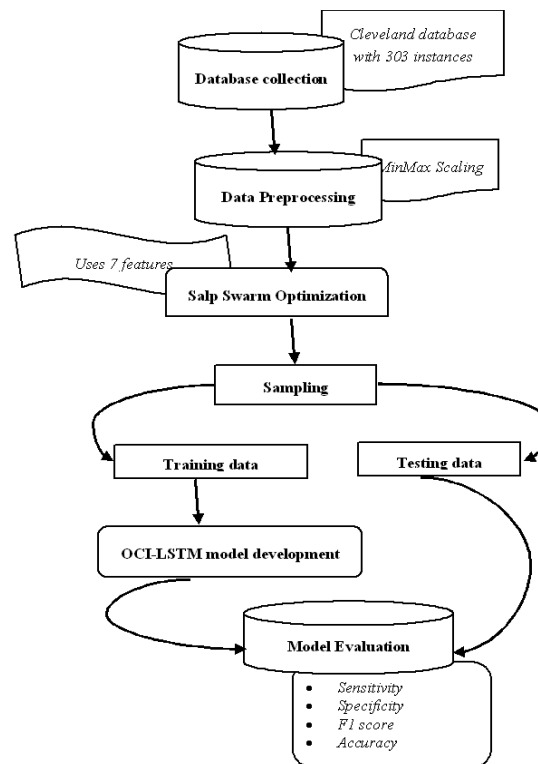 Cleveland database
with 303 instances
Database collection
MinMax Scaling
Data Preprocessing
Uses 7 features
Salp Swarm Optimization
Sampling
Training data
Testing data
OCI-LSTM model development
Model Evaluation
• Sensitivity
• Specificity
• F1 score
• Accuracy